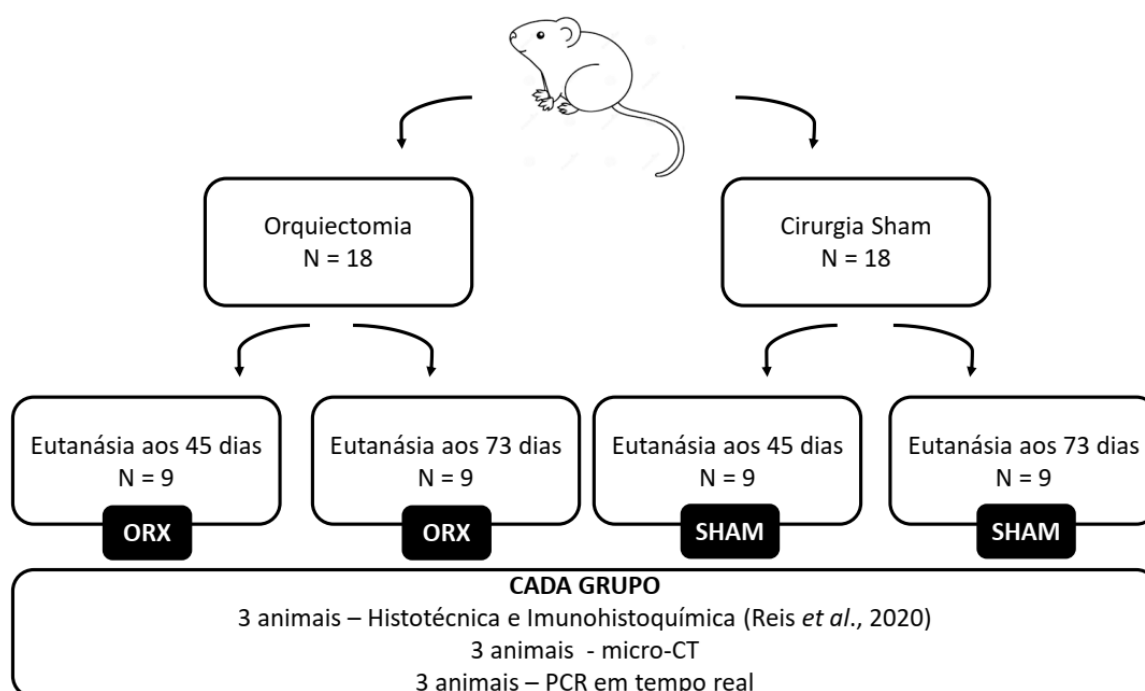 Orquiectomia
N = 18
Cirurgia Sham
N = 18
Eutanásia aos 45 dias
N = 9
ORX
Eutanásia aos 73 dias
N = 9
ORX
Eutanásia aos 45 dias
N = 9
SHAM
Eutanásia aos 73 dias
N = 9
SHAM
CADA GRUPO
3 animais – Histotécnica e Imunohistoquímica (Reis et al., 2020)
3 animais - micro-CT
3 animais – PCR em tempo real